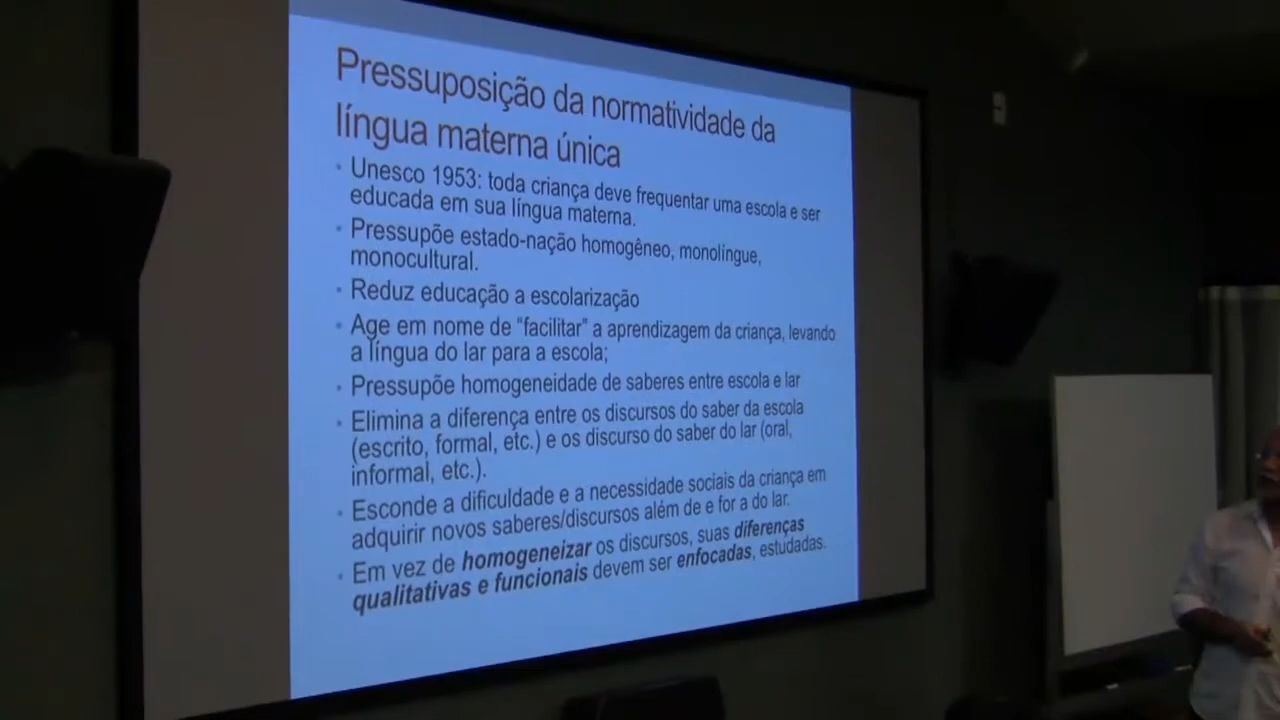 Pressuposição da normatividade da
língua materna única
• Unesco 1953: toda criança deve frequentar uma escola e ser
educada em sua língua materna.
• Pressupõe estado-nação homogêneo, monolíngue,
monocultural.
• Reduz educação a escolarização
• Age em nome de “facilitar” a aprendizagem da criança, levando
a língua do lar para a escola;
• Pressupõe homogeneidade de saberes entre escola e lar
• Elimina a diferença entre os discursos do saber da escola
(escrito, formal, etc.) e os discurso do saber do lar (oral,
informal, etc.).
• Esconde a dificuldade e a necessidade sociais da criança em
adquirir novos saberes/discursos além de e for a do lar.
• Em vez de homogeneizar os discursos, suas diferenças
qualitativas e funcionais devem ser enfocadas, estudadas.